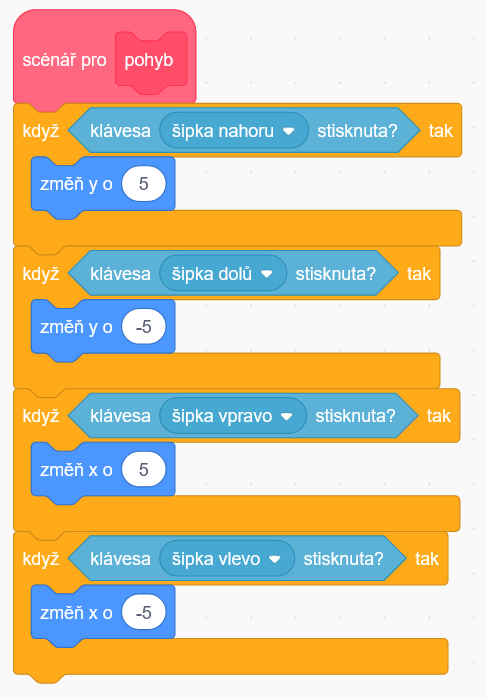 scénář pro pohyb
když klávesa šipka nahoru stisknuta? tak
změň y o 5
když klávesa šipka dolů stisknuta? tak
změň y o -5
když klávesa šipka vpravo stisknuta? tak
změň x o 5
když klávesa šipka vlevo stisknuta? tak
změň x o -5